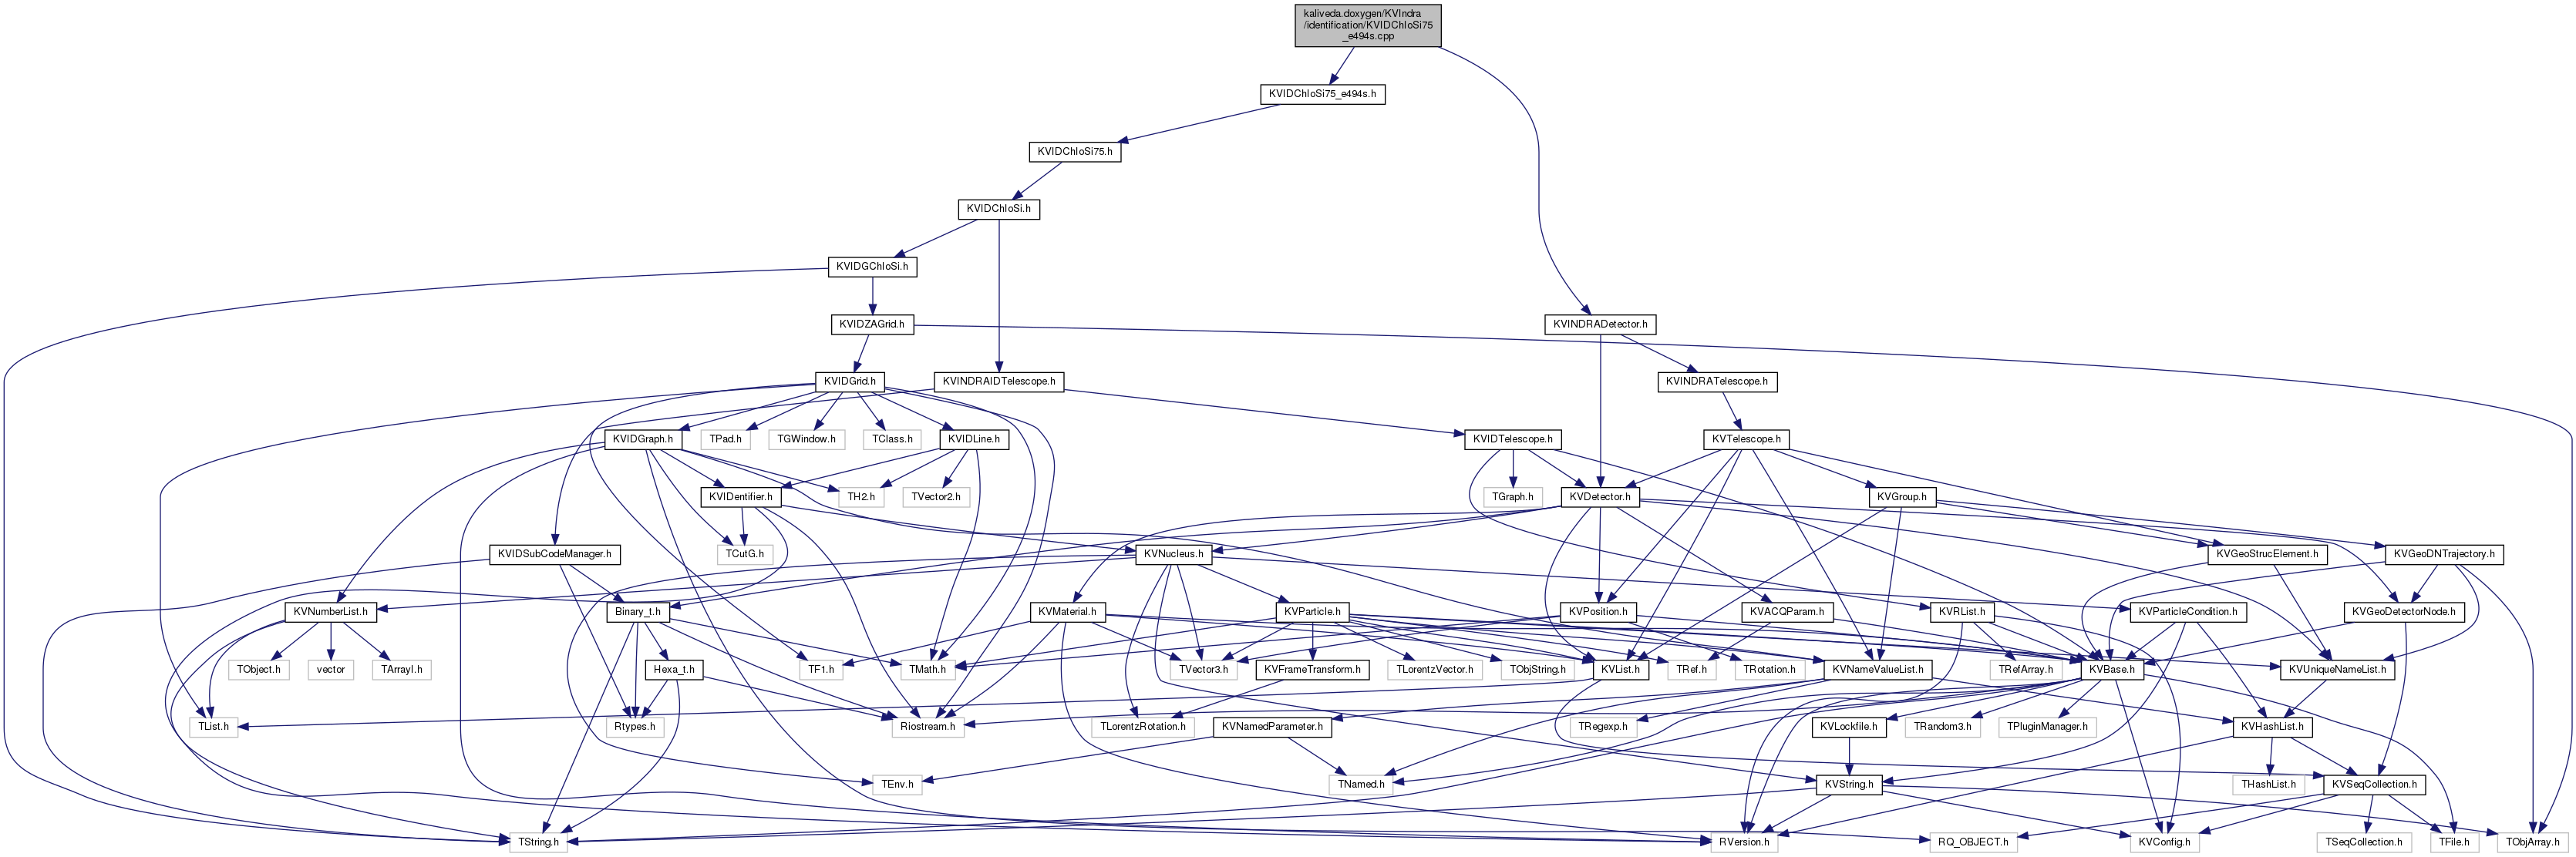 kaliveda.doxygen/KVIndra
/identification/KVIDChIoSi75
_e494s.cpp
KVIDChIoSi75_e494s.h
KVIDChIoSi75.h
KVIDChIoSi.h
KVIDGChIoSi.h
KVIDZAGrid.h
KVINDRADetector.h
KVIDGrid.h
KVINDRAIDTelescope.h
KVINDRATelescope.h
KVIDGraph.h
TPad.h
TGWindow.h
TClass.h
KVIDLine.h
KVIDTelescope.h
KVTelescope.h
KVIDentifier.h
TH2.h
TVector2.h
TGraph.h
KVDetector.h
KVGroup.h
KVIDSubCodeManager.h
TCutG.h
KVNucleus.h
KVGeoStrucElement.h
KVGeoDNTrajectory.h
KVNumberList.h
Binary_t.h
KVMaterial.h
KVParticle.h
KVPosition.h
KVACQParam.h
KVRList.h
KVParticleCondition.h
KVGeoDetectorNode.h
TObject.h
vector
TArrayI.h
Hexa_t.h
TF1.h
TMath.h
TVector3.h
KVFrameTransform.h
TLorentzVector.h
TObjString.h
KVList.h
TRef.h
TRotation.h
KVNameValueList.h
TRefArray.h
KVBase.h
KVUniqueNameList.h
TList.h
Rtypes.h
Riostream.h
TLorentzRotation.h
KVNamedParameter.h
TRegexp.h
KVLockfile.h
TRandom3.h
TPluginManager.h
KVHashList.h
TEnv.h
TNamed.h
KVString.h
THashList.h
KVSeqCollection.h
TString.h
RVersion.h
RQ_OBJECT.h
KVConfig.h
TSeqCollection.h
TFile.h
TObjArray.h